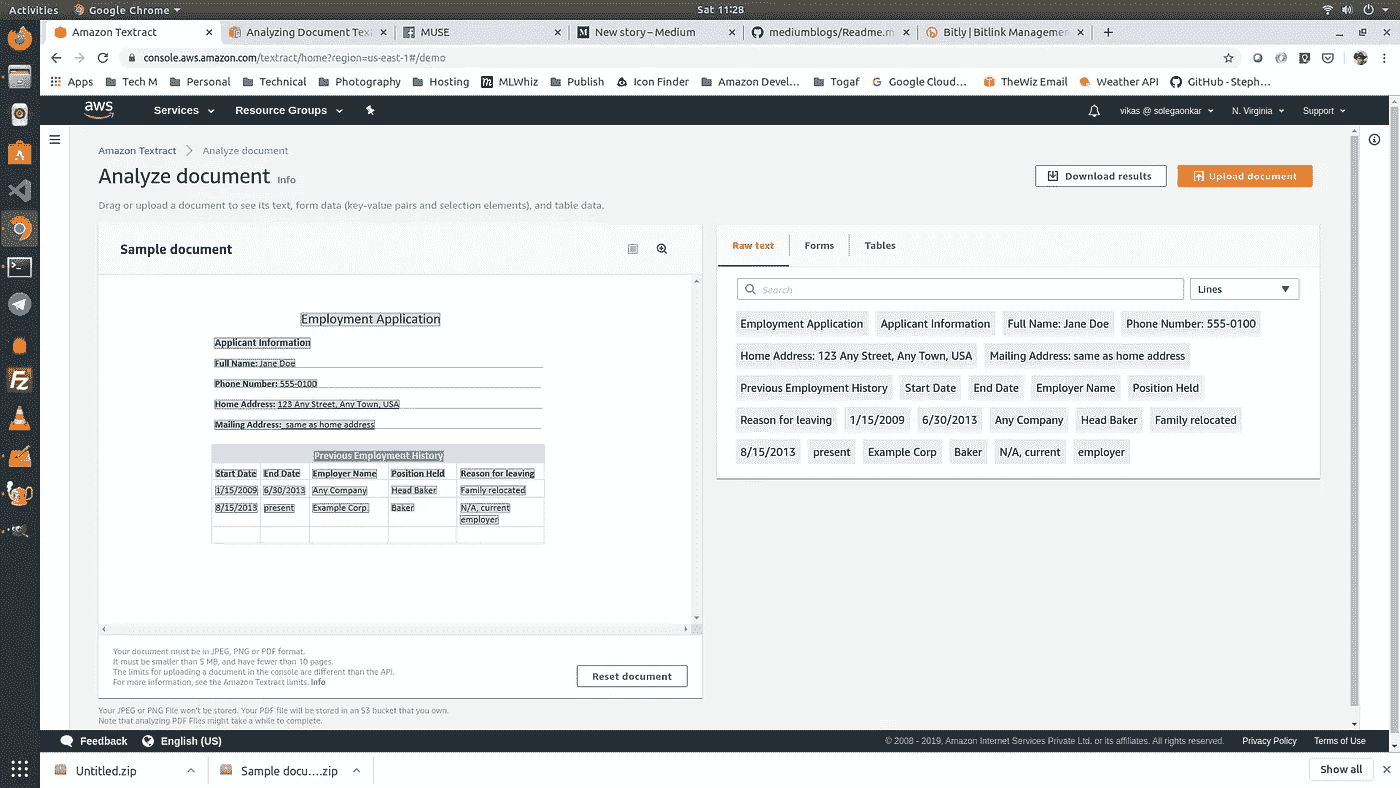 Activities Google Chrome Sat 11:28
Amazon Textract Analyzing Document Tex MUSE New story – Medium mediumblogs/Readme.m Bitly | Bitlink Managemen
console.aws.amazon.com/textract/home?region=us-east-1#/demo
Apps Tech M Personal Technical Photography Hosting MLWhiz Publish Icon Finder Amazon Devel... Togaf Google Cloud... TheWiz Email Weather API GitHub - Steph...
aws Services Resource Groups vikas @ solegaonkar N. Virginia Support
Amazon Textract Analyze document
Analyze document Info
Download results Upload document
Drag or upload a document to see its text, form data (key-value pairs and selection elements), and table data.
Sample document
Employment Application
Applicant Information
Full Name: Jane Doe
Phone Number: 555-0100
Home Address: 123 Any Street, Any Town, USA
Mailing Address: same as home address
Previous Employment History
Start Date End Date Employer Name Position Held Reason for leaving
1/15/2009 6/30/2013 Any Company Head Baker Family relocated
8/15/2013 present Example Corp. Baker N/A, current
employer
Your document must be in JPEG, PNG or PDF format.
It must be smaller than 5 MB, and have fewer than 10 pages.
The limits for uploading a document in the console are different than the API.
For more information, see the Amazon Textract limits. Info
Reset document
Your JPEG or PNG File won't be stored. Your PDF file will be stored in an S3 bucket that you own.
Note that analyzing PDF Files might take a while to complete.
Raw text Forms Tables
Search Lines
Employment Application Applicant Information Full Name: Jane Doe Phone Number: 555-0100
Home Address: 123 Any Street, Any Town, USA Mailing Address: same as home address
Previous Employment History Start Date End Date Employer Name Position Held
Reason for leaving 1/15/2009 6/30/2013 Any Company Head Baker Family relocated
8/15/2013 present Example Corp Baker N/A, current employer
Feedback English (US) © 2008 - 2019, Amazon Internet Services Private Ltd. or its affiliates. All rights reserved. Privacy Policy Terms of Use
Untitled.zip Sample docu....zip Show all